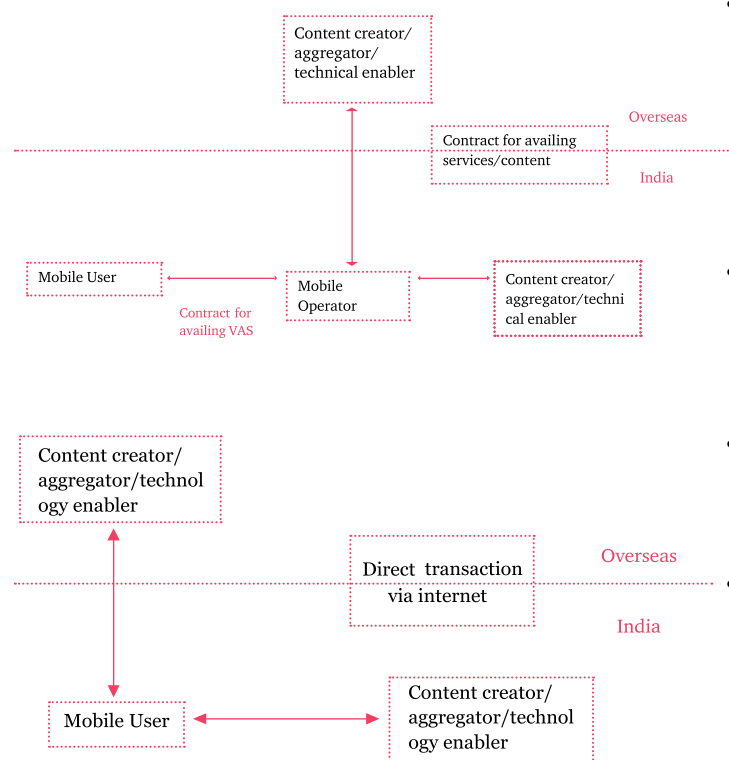 Content creator/
aggregator/
technical enabler
Overseas
Contract for availing
services/content
India
Mobile User
Mobile
Operator
Content creator/
aggregator/techni
cal enabler
Contract for
availing VAS
Content creator/
aggregator/technol
ogy enabler
Overseas
Direct transaction
via internet
India
Mobile User
Content creator/
aggregator/technol
ogy enabler